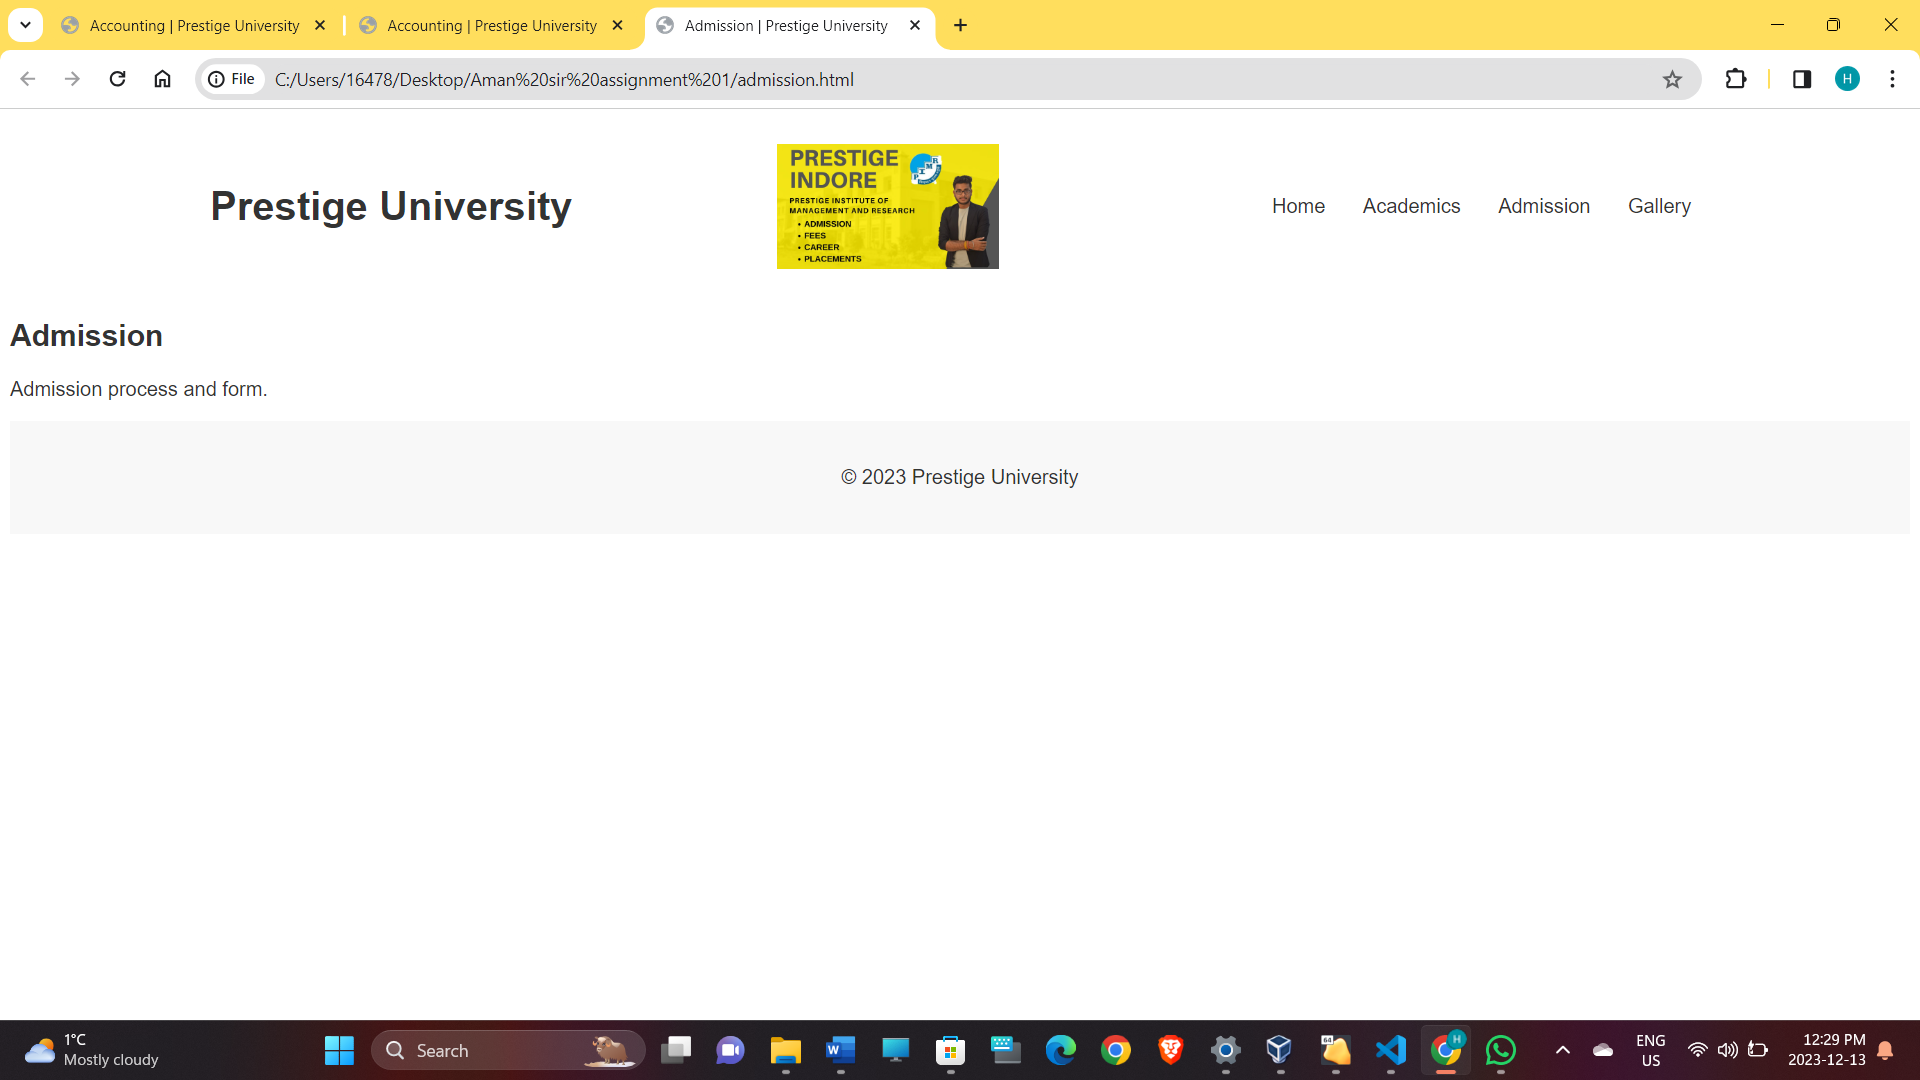 Accounting | Prestige University
Accounting | Prestige University
Admission | Prestige University
File
C:/Users/16478/Desktop/Aman%20sir%20assignment%201/admission.html
H
Prestige University
PRESTIGE
INDORE
PIMR
PRESTIGE INSTITUTE OF
MANAGEMENT AND RESEARCH
• ADMISSION
• FEES
• CAREER
• PLACEMENTS
Home
Academics
Admission
Gallery
Admission
Admission process and form.
© 2023 Prestige University
1°C
Mostly cloudy
Search
W
64
H
ENG
US
12:29 PM
2023-12-13